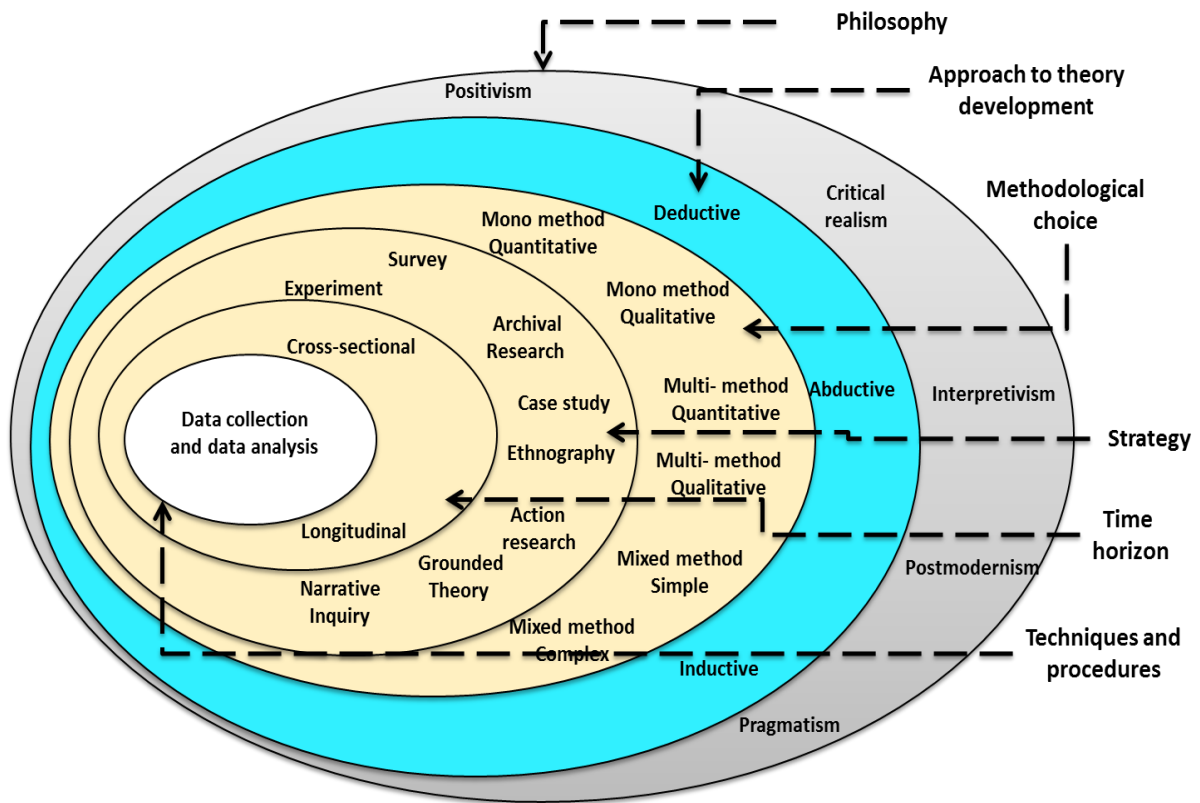 Philosophy
Approach to theory
development
Methodological
choice
Strategy
Time
horizon
Techniques and
procedures
Positivism
Critical
realism
Interpretivism
Postmodernism
Pragmatism
Deductive
Abductive
Inductive
Mono method
Quantitative
Mono method
Qualitative
Multi- method
Quantitative
Multi- method
Qualitative
Mixed method
Simple
Mixed method
Complex
Survey
Experiment
Archival
Research
Case study
Ethnography
Action
research
Grounded
Theory
Narrative
Inquiry
Cross-sectional
Longitudinal
Data collection
and data analysis